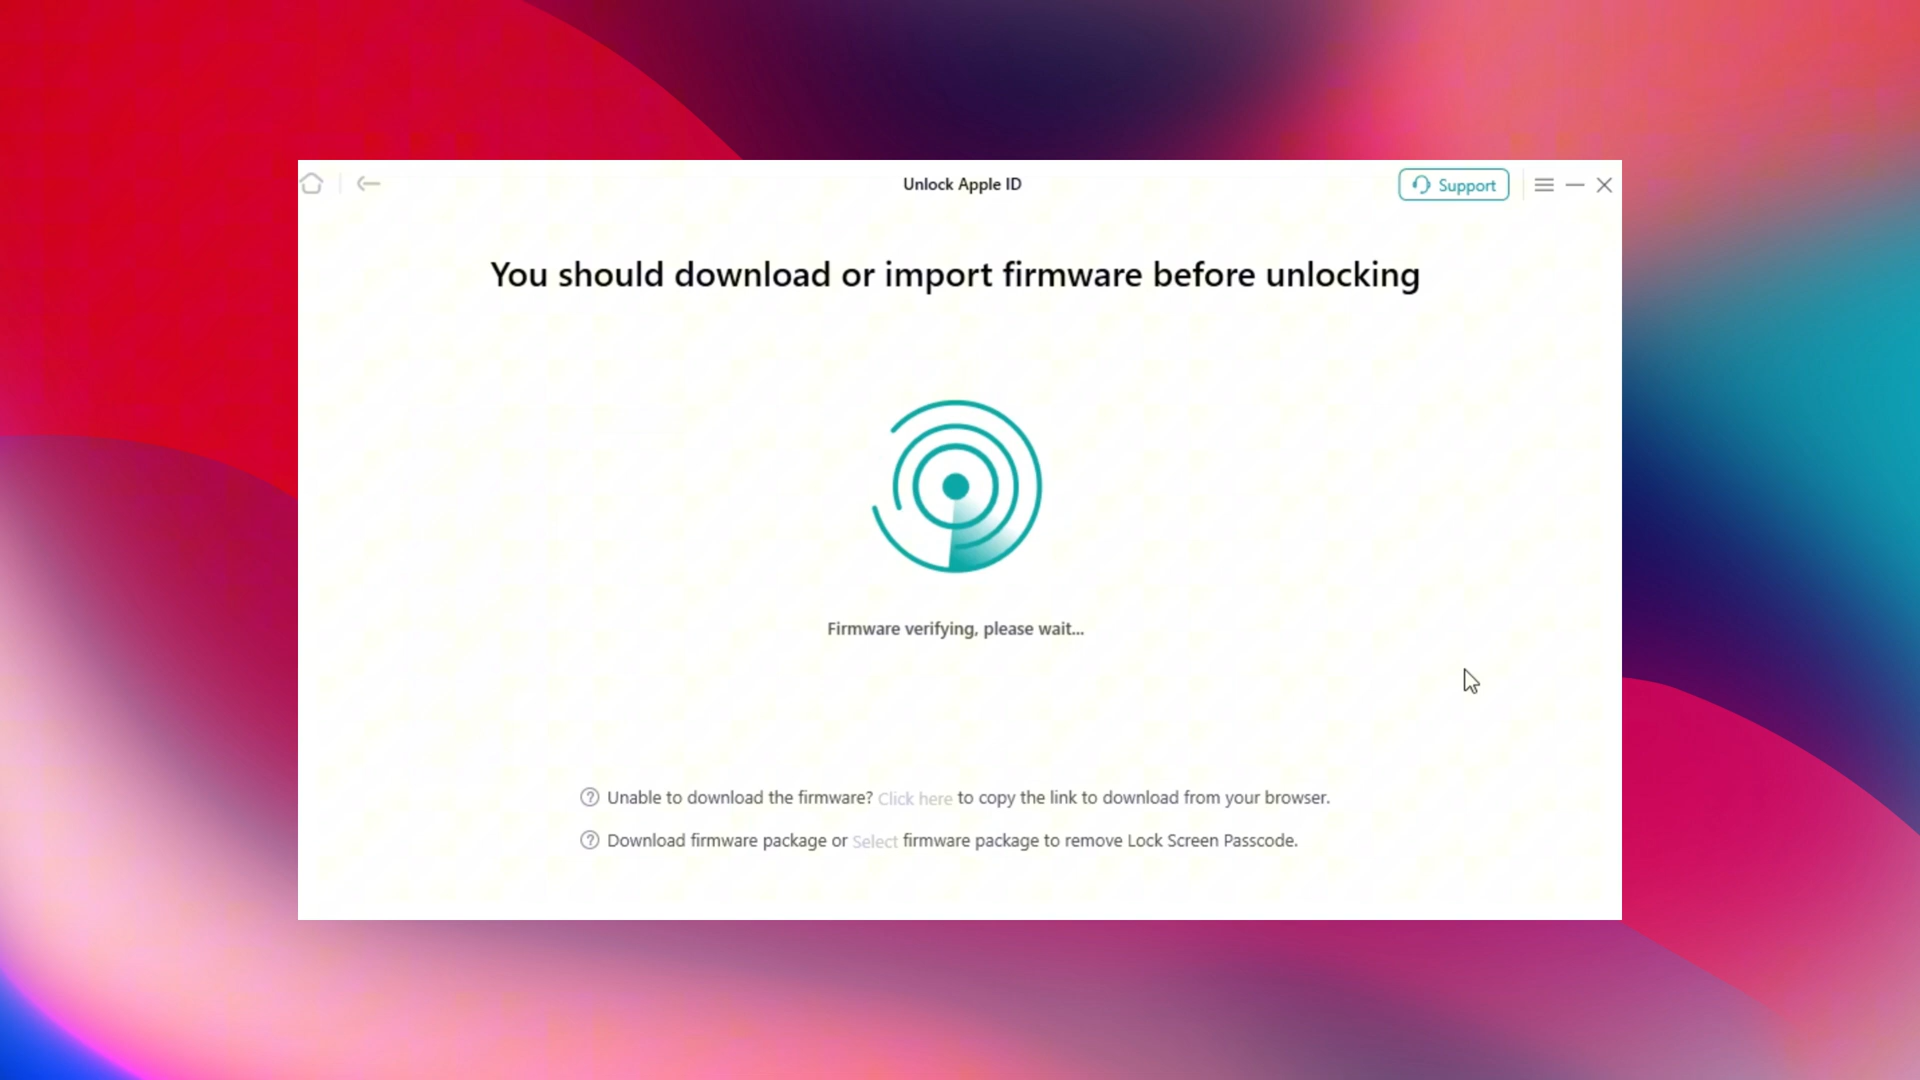 Unlock Apple ID
Support
You should download or import firmware before unlocking
Firmware verifying, please wait...
Unable to download the firmware? Click here to copy the link to download from your browser.
Download firmware package or Select firmware package to remove Lock Screen Passcode.